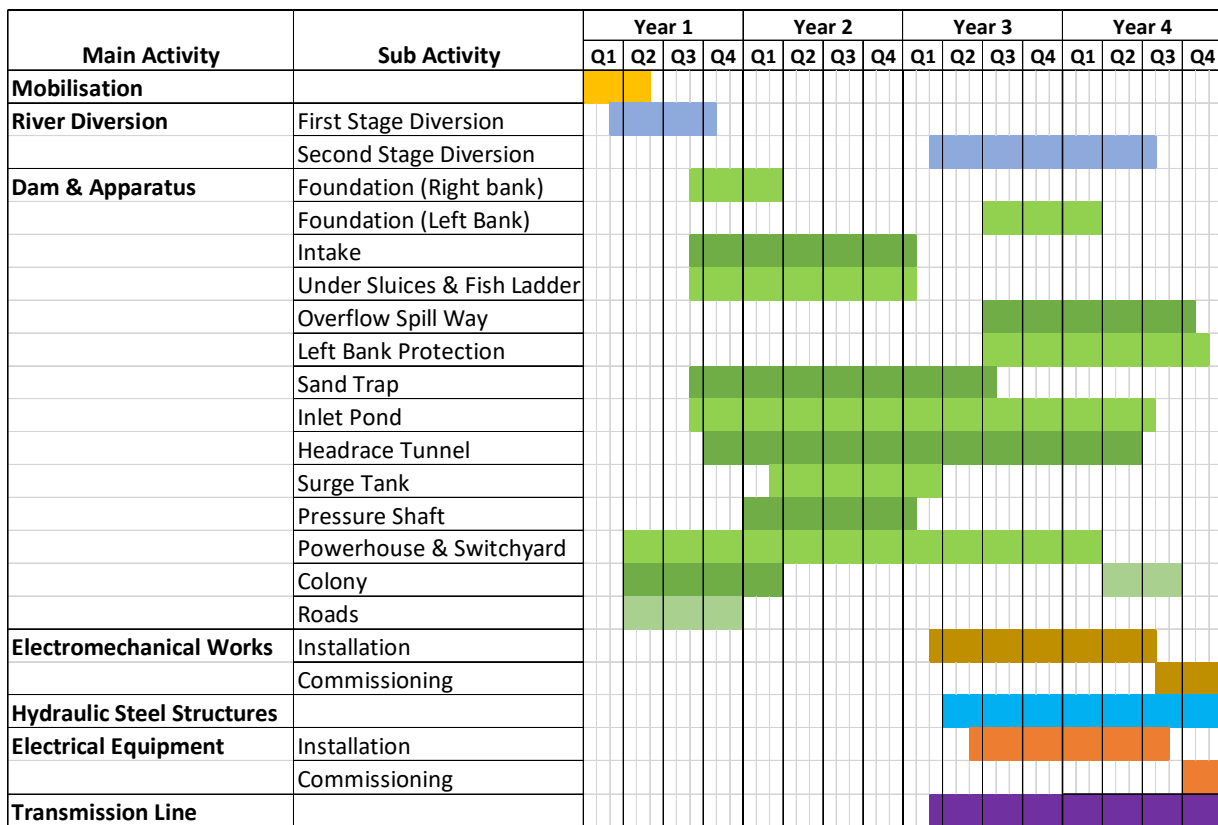 Year 1 Year 2 Year 3 Year 4
Main Activity Sub Activity Q1 Q2 Q3 Q4 Q1 Q2 Q3 Q4 Q1 Q2 Q3 Q4 Q1 Q2 Q3 Q4
Mobilisation
River Diversion First Stage Diversion
Second Stage Diversion
Dam & Apparatus Foundation (Right bank)
Foundation (Left Bank)
Intake
Under Sluices & Fish Ladder
Overflow Spill Way
Left Bank Protection
Sand Trap
Inlet Pond
Headrace Tunnel
Surge Tank
Pressure Shaft
Powerhouse & Switchyard
Colony
Roads
Electromechanical Works Installation
Commissioning
Hydraulic Steel Structures
Electrical Equipment Installation
Commissioning
Transmission Line